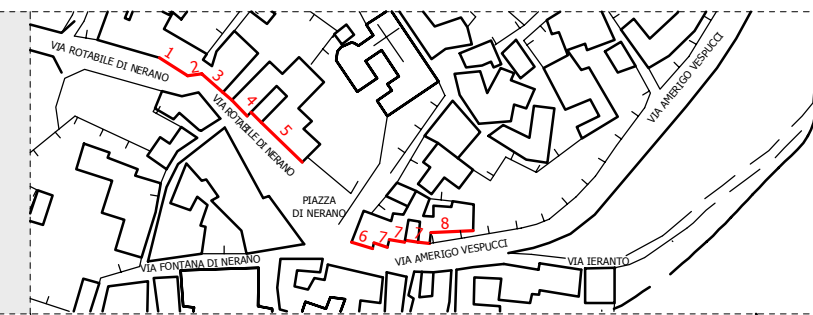 VIA ROTABILE DI NERANO
1
2
3
4
5
VIA ROTABILE DI NERANO
VIA AMERIGO VESPUCCI
PIAZZA
DI NERANO
6
7
7
7
8
VIA AMERIGO VESPUCCI
VIA FONTANA DI NERANO
VIA IERANTO